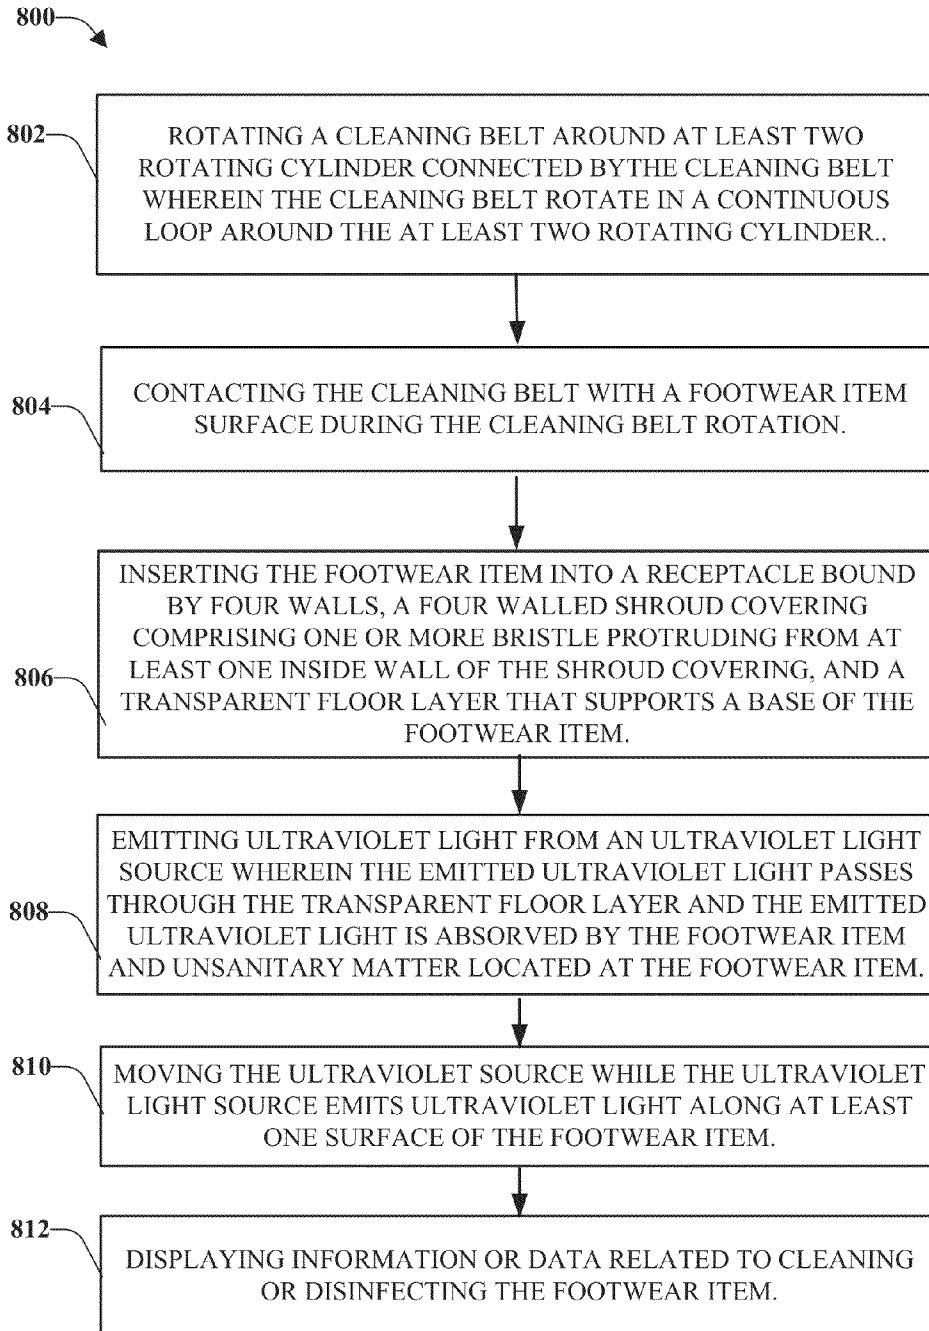 800
802
ROTATING A CLEANING BELT AROUND AT LEAST TWO
ROTATING CYLINDER CONNECTED BYTHE CLEANING BELT
WHEREIN THE CLEANING BELT ROTATE IN A CONTINUOUS
LOOP AROUND THE AT LEAST TWO ROTATING CYLINDER..
804
CONTACTING THE CLEANING BELT WITH A FOOTWEAR ITEM
SURFACE DURING THE CLEANING BELT ROTATION.
806
INSERTING THE FOOTWEAR ITEM INTO A RECEPTACLE BOUND
BY FOUR WALLS, A FOUR WALLED SHROUD COVERING
COMPRISING ONE OR MORE BRISTLE PROTRUDING FROM AT
LEAST ONE INSIDE WALL OF THE SHROUD COVERING, AND A
TRANSPARENT FLOOR LAYER THAT SUPPORTS A BASE OF THE
FOOTWEAR ITEM.
808
EMITTING ULTRAVIOLET LIGHT FROM AN ULTRAVIOLET LIGHT
SOURCE WHEREIN THE EMITTED ULTRAVIOLET LIGHT PASSES
THROUGH THE TRANSPARENT FLOOR LAYER AND THE EMITTED
ULTRAVIOLET LIGHT IS ABSORVED BY THE FOOTWEAR ITEM
AND UNSANITARY MATTER LOCATED AT THE FOOTWEAR ITEM.
810
MOVING THE ULTRAVIOLET SOURCE WHILE THE ULTRAVIOLET
LIGHT SOURCE EMITS ULTRAVIOLET LIGHT ALONG AT LEAST
ONE SURFACE OF THE FOOTWEAR ITEM.
812
DISPLAYING INFORMATION OR DATA RELATED TO CLEANING
OR DISINFECTING THE FOOTWEAR ITEM.